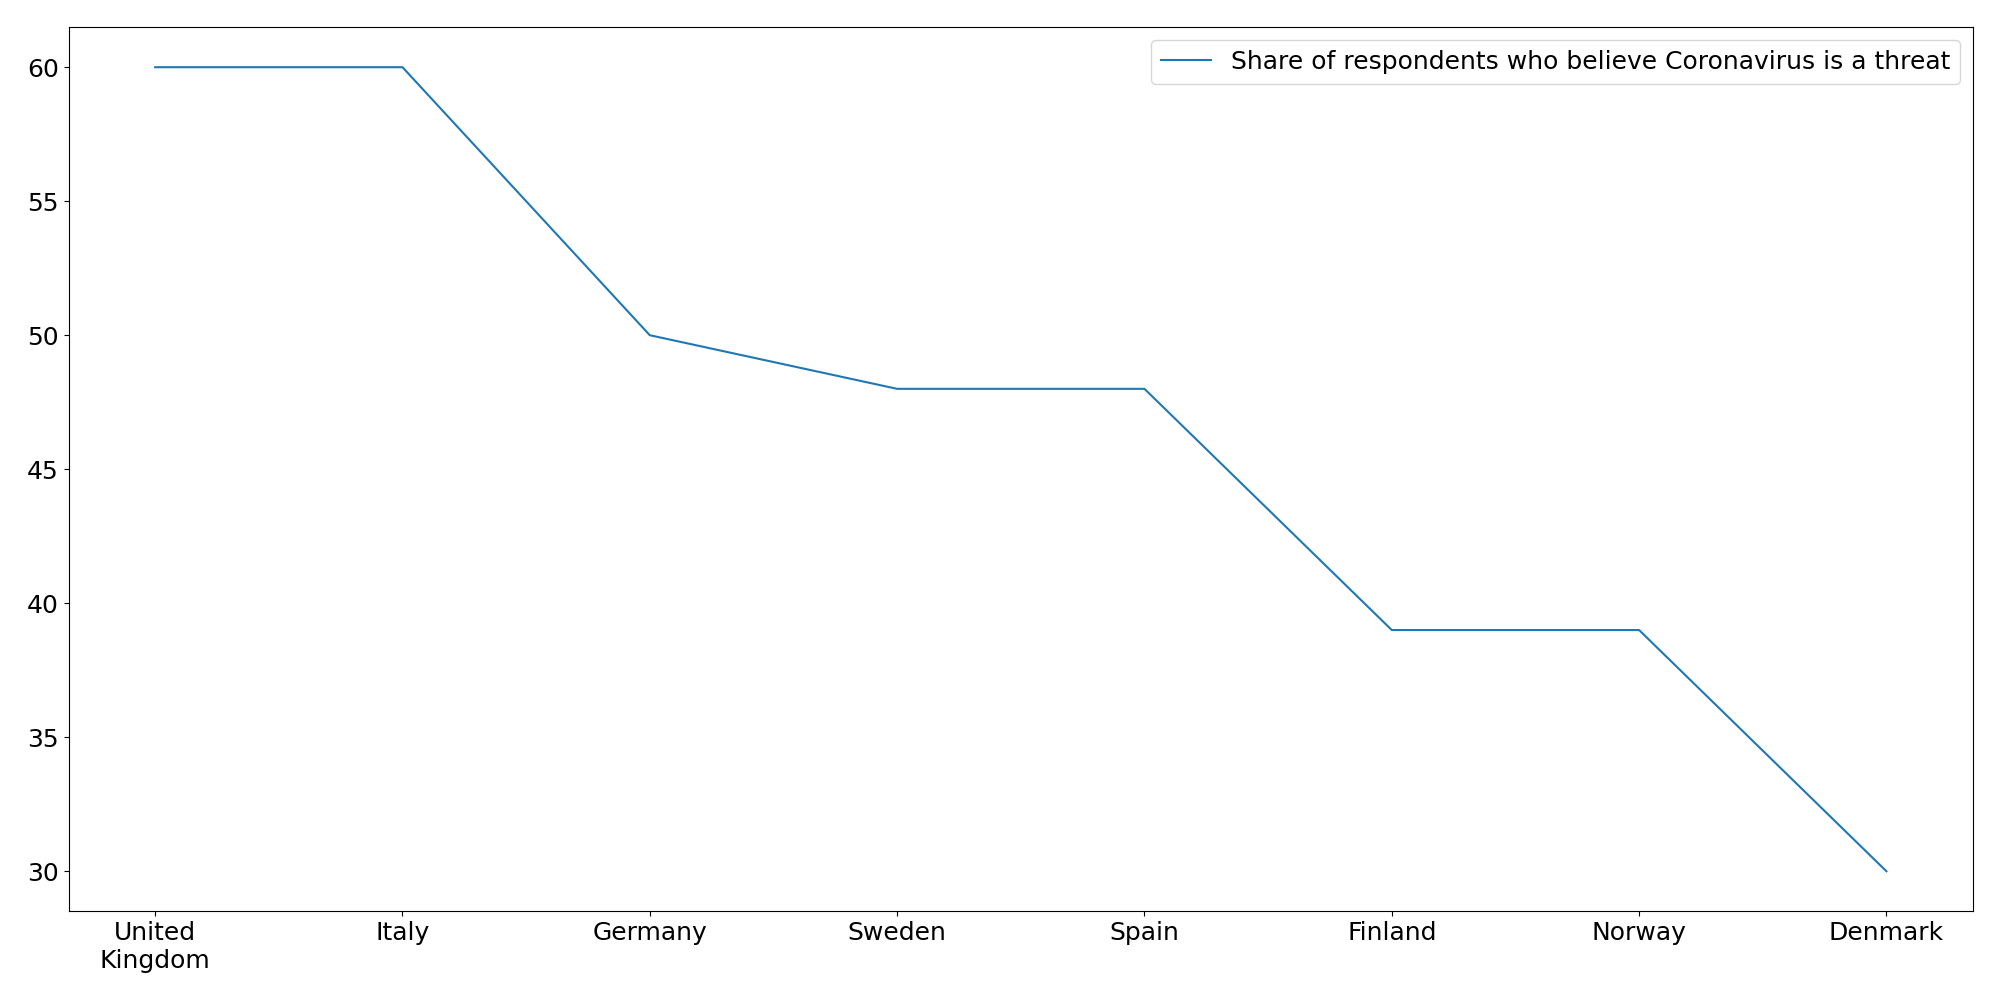 Share of respondents who believe Coronavirus is a threat
60
55
50
45
40
35
30
United
Kingdom
Italy
Germany
Sweden
Spain
Finland
Norway
Denmark